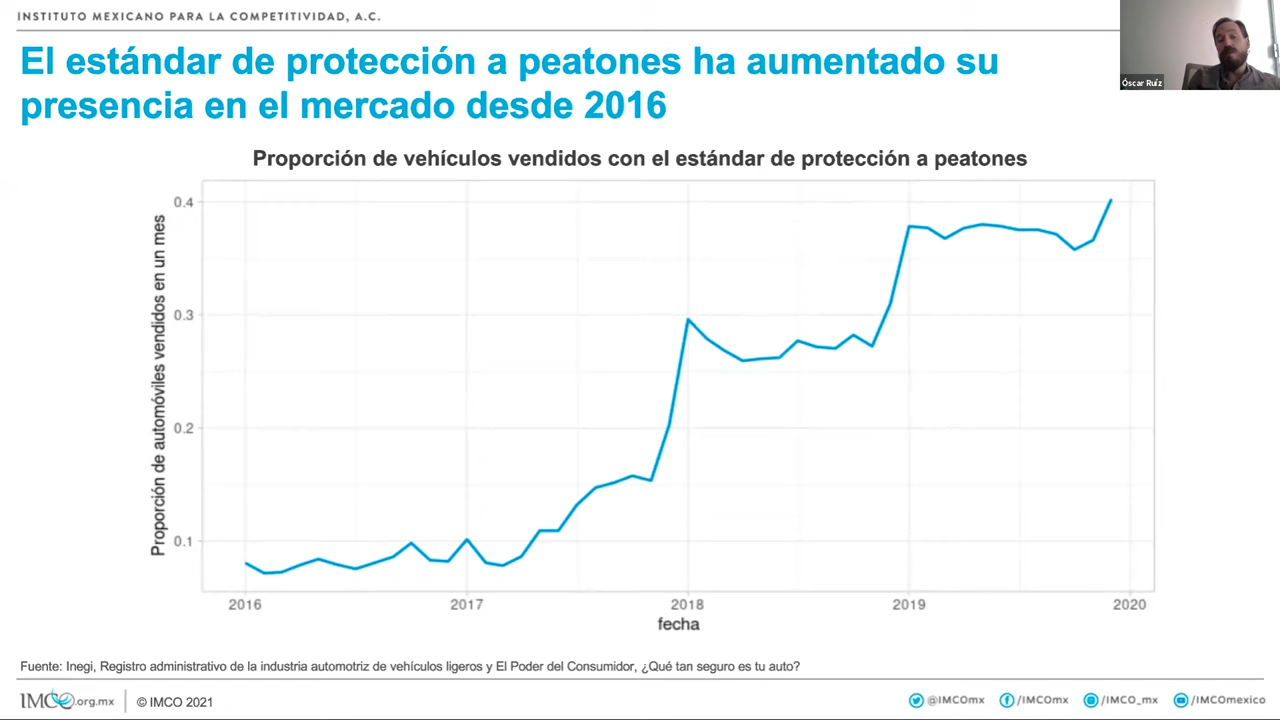 INSTITUTO MEXICANO PARA LA COMPETITIVIDAD, A.C.
El estándar de protección a peatones ha aumentado su
presencia en el mercado desde 2016
Óscar Ruíz
Proporción de vehículos vendidos con el estándar de protección a peatones
Proporción de automóviles vendidos en un mes
0.4
0.3
0.2
0.1
2016 2017 2018 2019 2020
fecha
Fuente: Inegi, Registro administrativo de la industria automotriz de vehículos ligeros y El Poder del Consumidor, ¿Qué tan seguro es tu auto?
IMCO.org.mx © IMCO 2021 @IMCOmx /IMCOmx /IMCO_mx /IMCOmexico